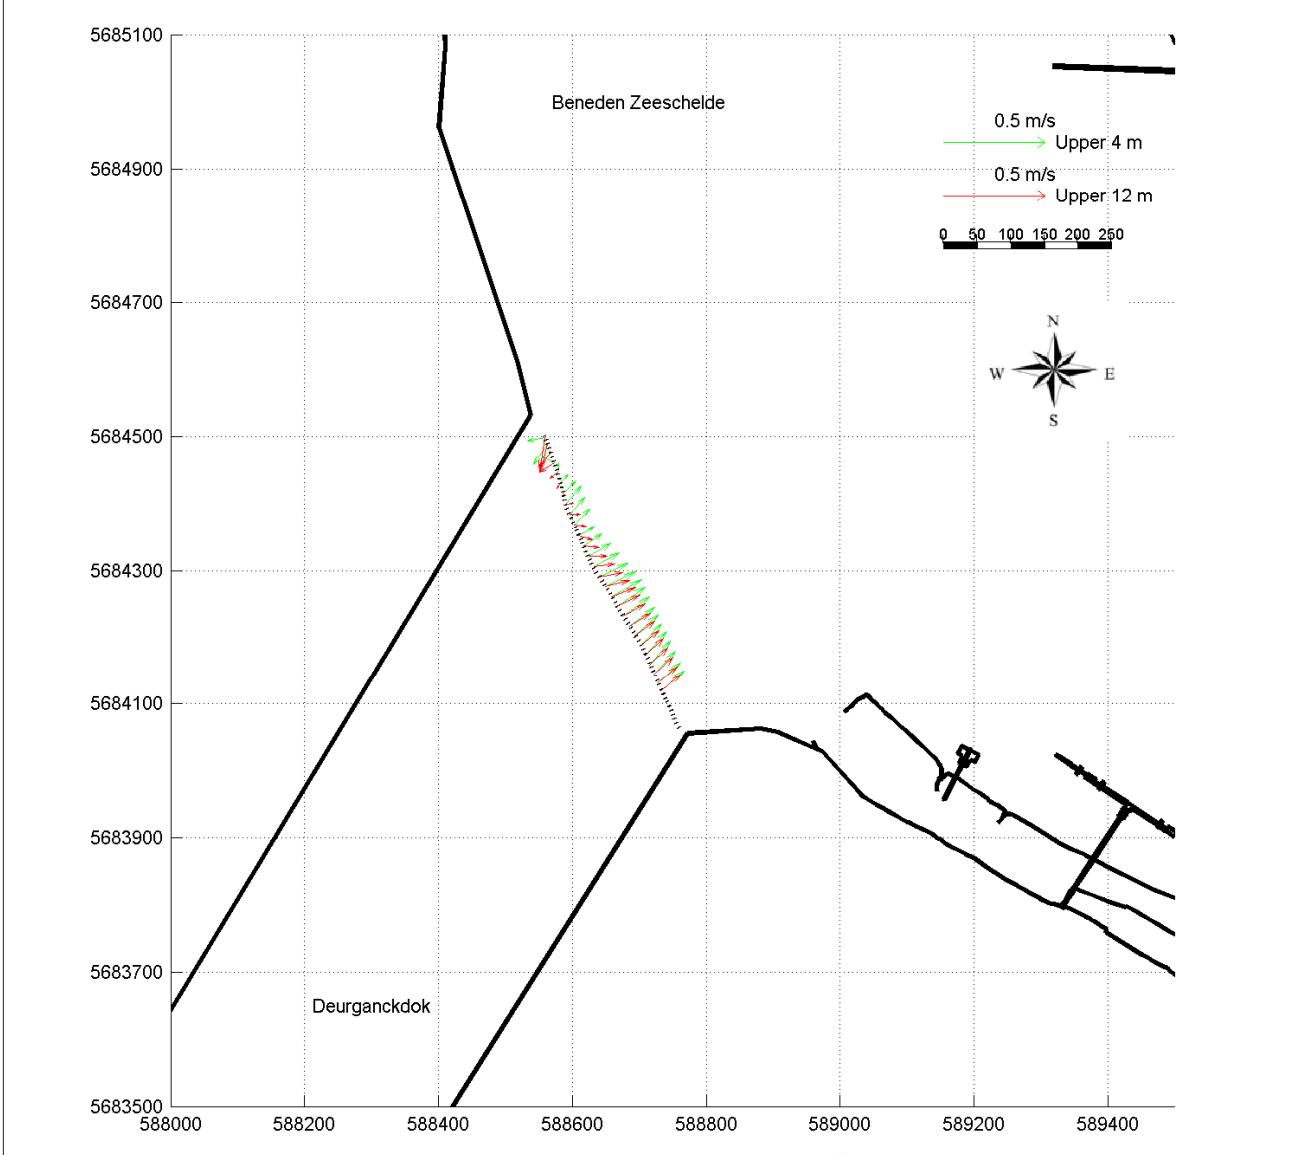 5685100
Beneden Zeeschelde
0.5 m/s
Upper 4 m
5684900
0.5 m/s
Upper 12 m
0 50 100 150 200 250
5684700
N
W E
S
5684500
5684300
5684100
5683900
5683700
Deurganckdok
5683500
588000 588200 588400 588600 588800 589000 589200 589400